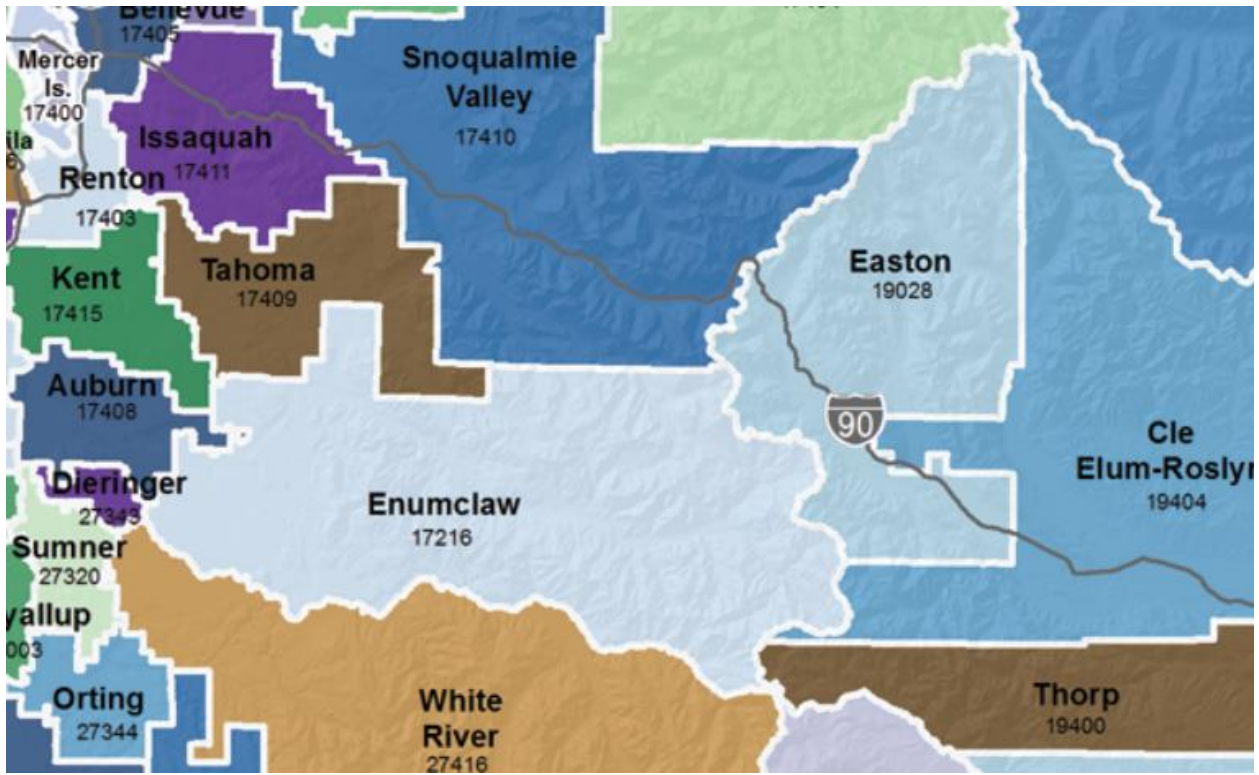 Bellevue
17405
Mercer
Is.
17400
ila
Renton
17403
Issaquah
17411
Snoqualmie
Valley
17410
Kent
17415
Tahoma
17409
Easton
19028
Auburn
17408
90
Cle
Elum-Roslyn
19404
Dieringer
27343
Enumclaw
17216
Sumner
27320
yallup
003
Orting
27344
White
River
27416
Thorp
19400